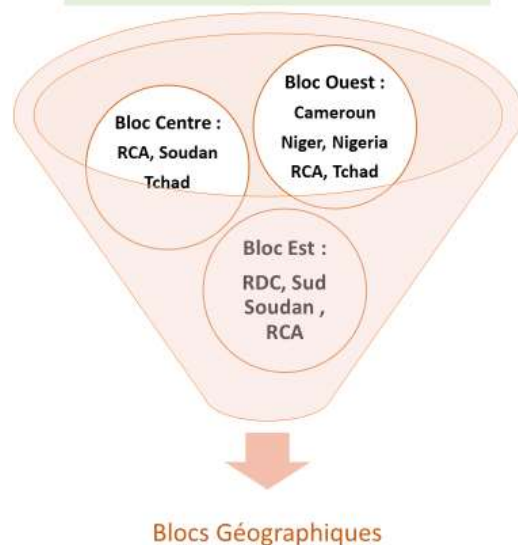 Bloc Centre :
RCA, Soudan
Tchad
Bloc Ouest :
Cameroun
Niger, Nigeria
RCA, Tchad
Bloc Est :
RDC, Sud
Soudan ,
RCA
Blocs Géographiques